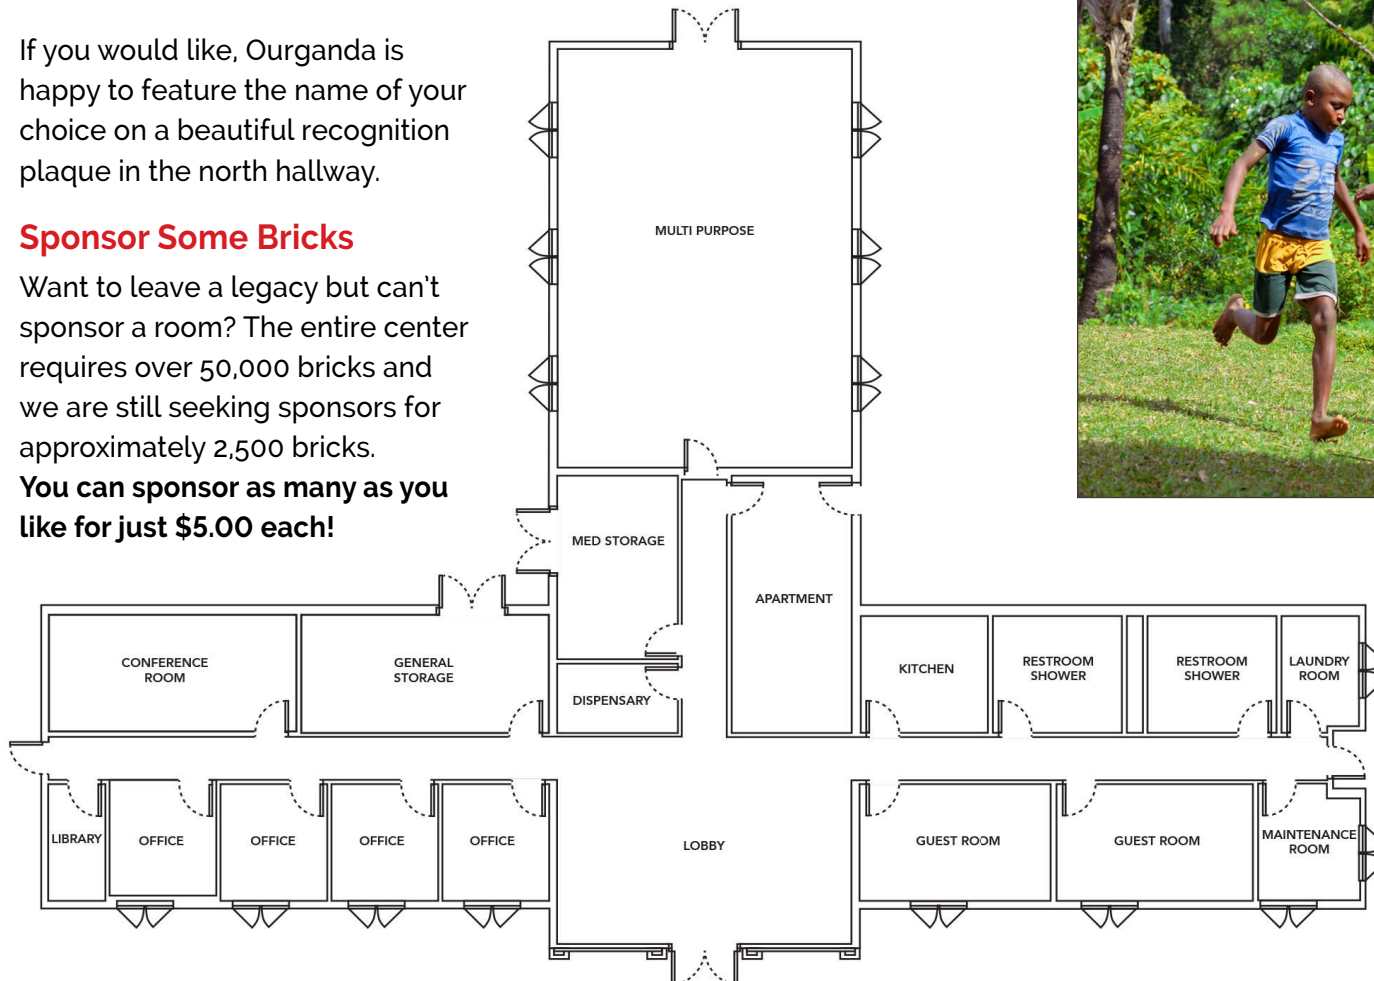 If you would like, Ourganda is
happy to feature the name of your
choice on a beautiful recognition
plaque in the north hallway.
Sponsor Some Bricks
Want to leave a legacy but can't
sponsor a room? The entire center
requires over 50,000 bricks and
we are still seeking sponsors for
approximately 2,500 bricks.
You can sponsor as many as you
like for just $5.00 each!
MULTI PURPOSE
MED STORAGE
APARTMENT
CONFERENCE
ROOM
GENERAL
STORAGE
DISPENSARY
KITCHEN
RESTROOM
SHOWER
RESTROOM
SHOWER
LAUNDRY
ROOM
LIBRARY
OFFICE
OFFICE
OFFICE
OFFICE
LOBBY
GUEST ROOM
GUEST ROOM
MAINTENANCE
ROOM
23